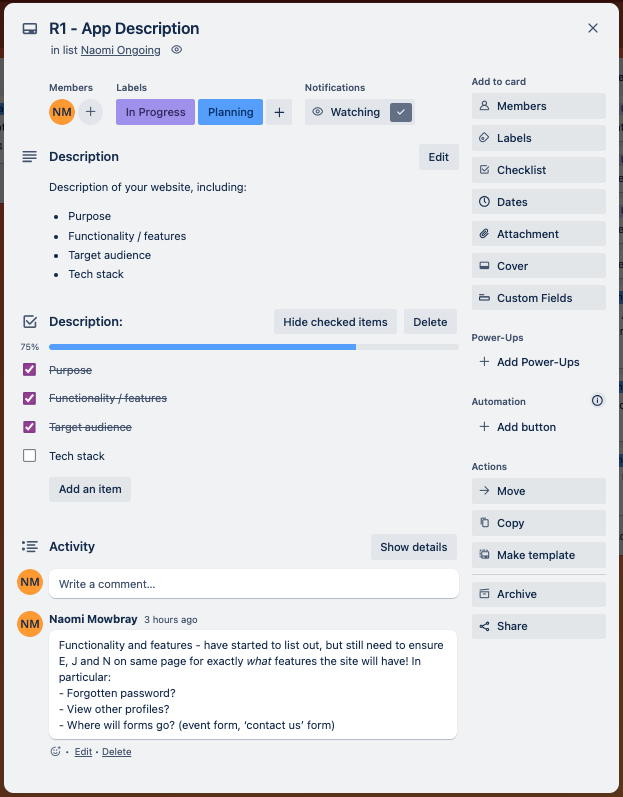 R1 - App Description
in list Naomi Ongoing
Members
NM
Labels
In Progress
Planning
Notifications
Watching
Description
Edit
Description of your website, including:
• Purpose
• Functionality / features
• Target audience
• Tech stack
Description:
Hide checked items
Delete
75%
Purpose
Functionality / features
Target audience
Tech stack
Add an item
Activity
Show details
NM
Write a comment...
NM
Naomi Mowbray 3 hours ago
Functionality and features - have started to list out, but still need to ensure
E, J and N on same page for exactly what features the site will have! In
particular:
- Forgotten password?
- View other profiles?
- Where will forms go? (event form, ‘contact us’ form)
• Edit • Delete
Add to card
Members
Labels
Checklist
Dates
Attachment
Cover
Custom Fields
Power-Ups
Add Power-Ups
Automation
Add button
Actions
Move
Copy
Make template
Archive
Share